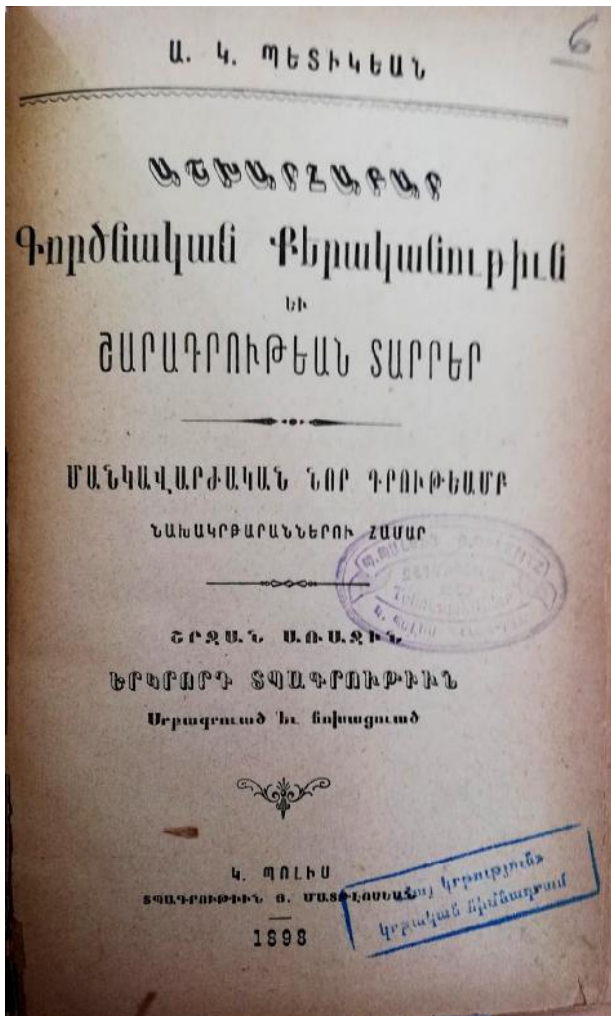 6
Ա. Կ. ՊԵՏԻԿԵԱՆ
ԱՇԽԱՐՀԱԲԱՐ
Գործնական Քերականութիւն
ԵՒ
ՇԱՐԱԴՐՈՒԹԵԱՆ ՏԱՐՐԵՐ
ՄԱՆԿԱՎԱՐԺԱԿԱՆ ՆՈՐ ԴՐՈՒԹԵԱՄԲ
ՆԱԽԱԿՐԹԱՐԱՆՆԵՐՈՒ ՀԱՄԱՐ
ՇՐՋԱՆ ԱՌԱՋԻՆ
ԵՐԿՐՈՐԴ ՏՊԱԳՐՈՒԹԻՒՆ
Սրբագրուած եւ ճոխացուած
Կ. ՊՈԼԻՍ
ՏՊԱԳՐՈՒԹԻՒՆ Յ.
1898